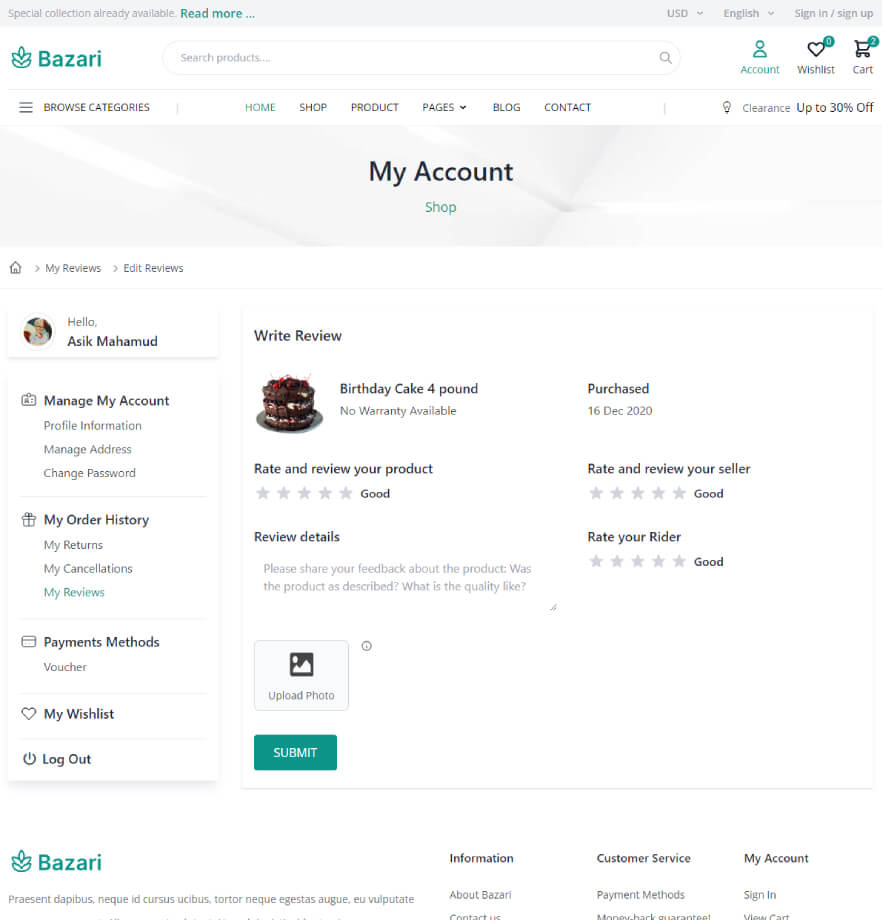 Special collection already available. Read more ...
USD English Sign in / sign up
Bazari
Search products....
0
2
Account Wishlist Cart
BROWSE CATEGORIES | HOME SHOP PRODUCT PAGES BLOG CONTACT | Clearance Up to 30% Off
My Account
Shop
My Reviews Edit Reviews
Hello,
Asik Mahamud
Manage My Account
Profile Information
Manage Address
Change Password
My Order History
My Returns
My Cancellations
My Reviews
Payments Methods
Voucher
My Wishlist
Log Out
Write Review
Birthday Cake 4 pound
No Warranty Available
Purchased
16 Dec 2020
Rate and review your product
Good
Rate and review your seller
Good
Review details
Please share your feedback about the product: Was
the product as described? What is the quality like?
Rate your Rider
Good
Upload Photo
SUBMIT
Bazari
Praesent dapibus, neque id cursus ucibus, tortor neque egestas augue, eu vulputate
Information
About Bazari
Contact us
Customer Service
Payment Methods
Money-back guarantee!
My Account
Sign In
View Cart